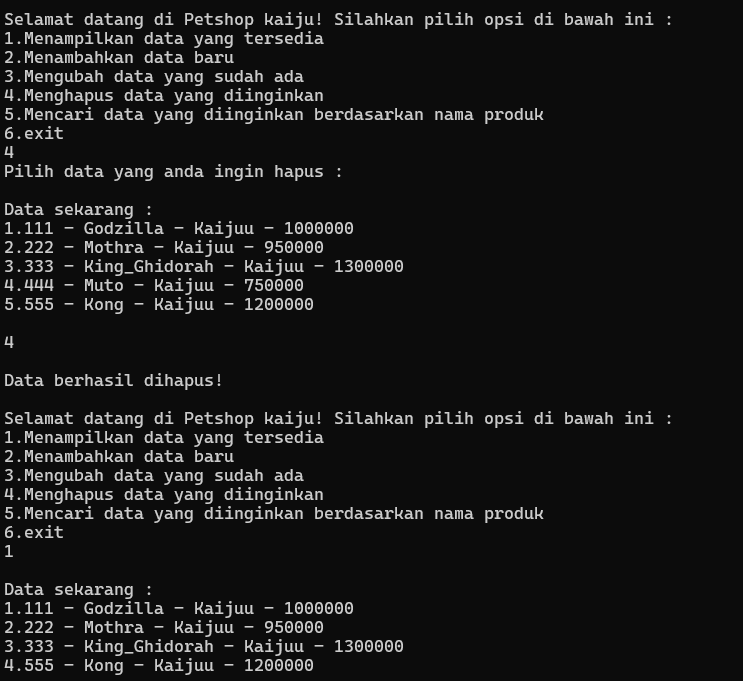 Selamat datang di Petshop kaiju! Silahkan pilih opsi di bawah ini :
1.Menampilkan data yang tersedia
2.Menambahkan data baru
3.Mengubah data yang sudah ada
4.Menghapus data yang diinginkan
5.Mencari data yang diinginkan berdasarkan nama produk
6.exit
4
Pilih data yang anda ingin hapus :
Data sekarang :
1.111 - Godzilla - Kaijuu - 1000000
2.222 - Mothra - Kaijuu - 950000
3.333 - King_Ghidorah - Kaijuu - 1300000
4.444 - Muto - Kaijuu - 750000
5.555 - Kong - Kaijuu - 1200000
4
Data berhasil dihapus!
Selamat datang di Petshop kaiju! Silahkan pilih opsi di bawah ini :
1.Menampilkan data yang tersedia
2.Menambahkan data baru
3.Mengubah data yang sudah ada
4.Menghapus data yang diinginkan
5.Mencari data yang diinginkan berdasarkan nama produk
6.exit
1
Data sekarang :
1.111 - Godzilla - Kaijuu - 1000000
2.222 - Mothra - Kaijuu - 950000
3.333 - King_Ghidorah - Kaijuu - 1300000
4.555 - Kong - Kaijuu - 1200000